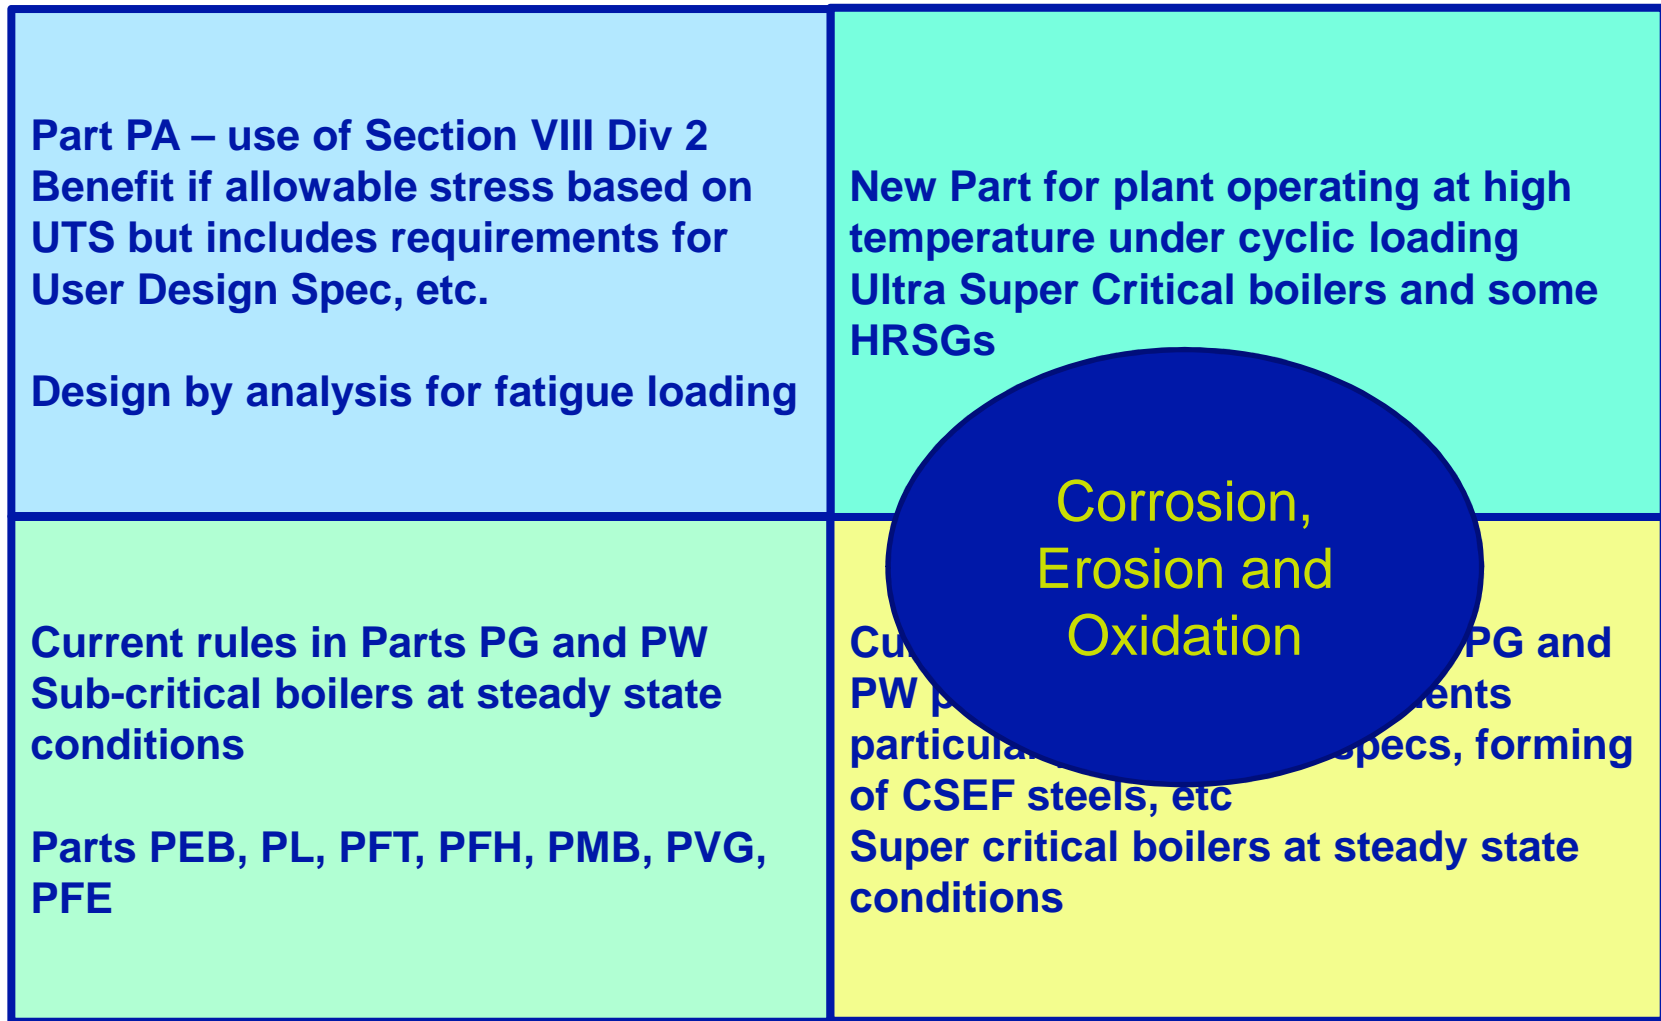 Part PA – use of Section VIII Div 2
Benefit if allowable stress based on
UTS but includes requirements for
User Design Spec, etc.
Design by analysis for fatigue loading
New Part for plant operating at high
temperature under cyclic loading
Ultra Super Critical boilers and some
HRSGs
Corrosion,
Erosion and
Oxidation
Current rules in Parts PG and PW
Sub-critical boilers at steady state
conditions
Parts PEB, PL, PFT, PFH, PMB, PVG,
PFE
PG and
PW
specs, forming
of CSEF steels, etc
Super critical boilers at steady state
conditions